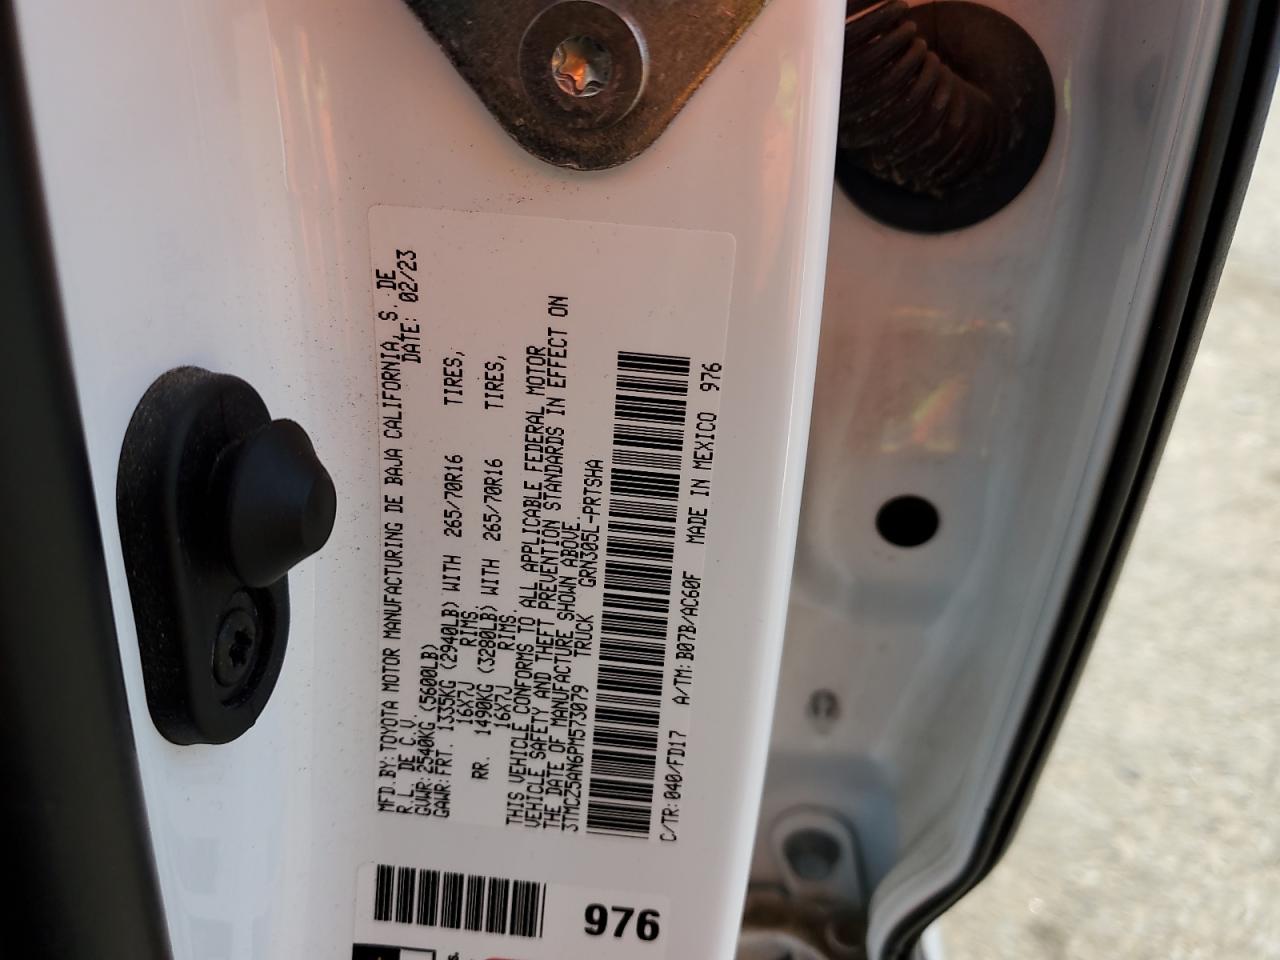 MFD. BY: TOYOTA MOTOR MANUFACTURING DE BAJA CALIFORNIA, S. DE
R.L. DE C.V. DATE: 02/23
GVWR: 2540KG (5600LB)
GAWR: FRT. 1335KG (2940LB) WITH 265/70R16 TIRES,
16X7J RIMS.
RR. 1490KG (3280LB) WITH 265/70R16 TIRES,
16X7J RIMS.
THIS VEHICLE CONFORMS TO ALL APPLICABLE FEDERAL MOTOR
VEHICLE SAFETY AND THEFT PREVENTION STANDARDS IN EFFECT ON
THE DATE OF MANUFACTURE SHOWN ABOVE.
3TMCZ5AN6PM573079 TRUCK GRN305L-PRTSHA
C/TR: 040/FD17 A/TM: B07B/AC60F MADE IN MEXICO 976
976
s.